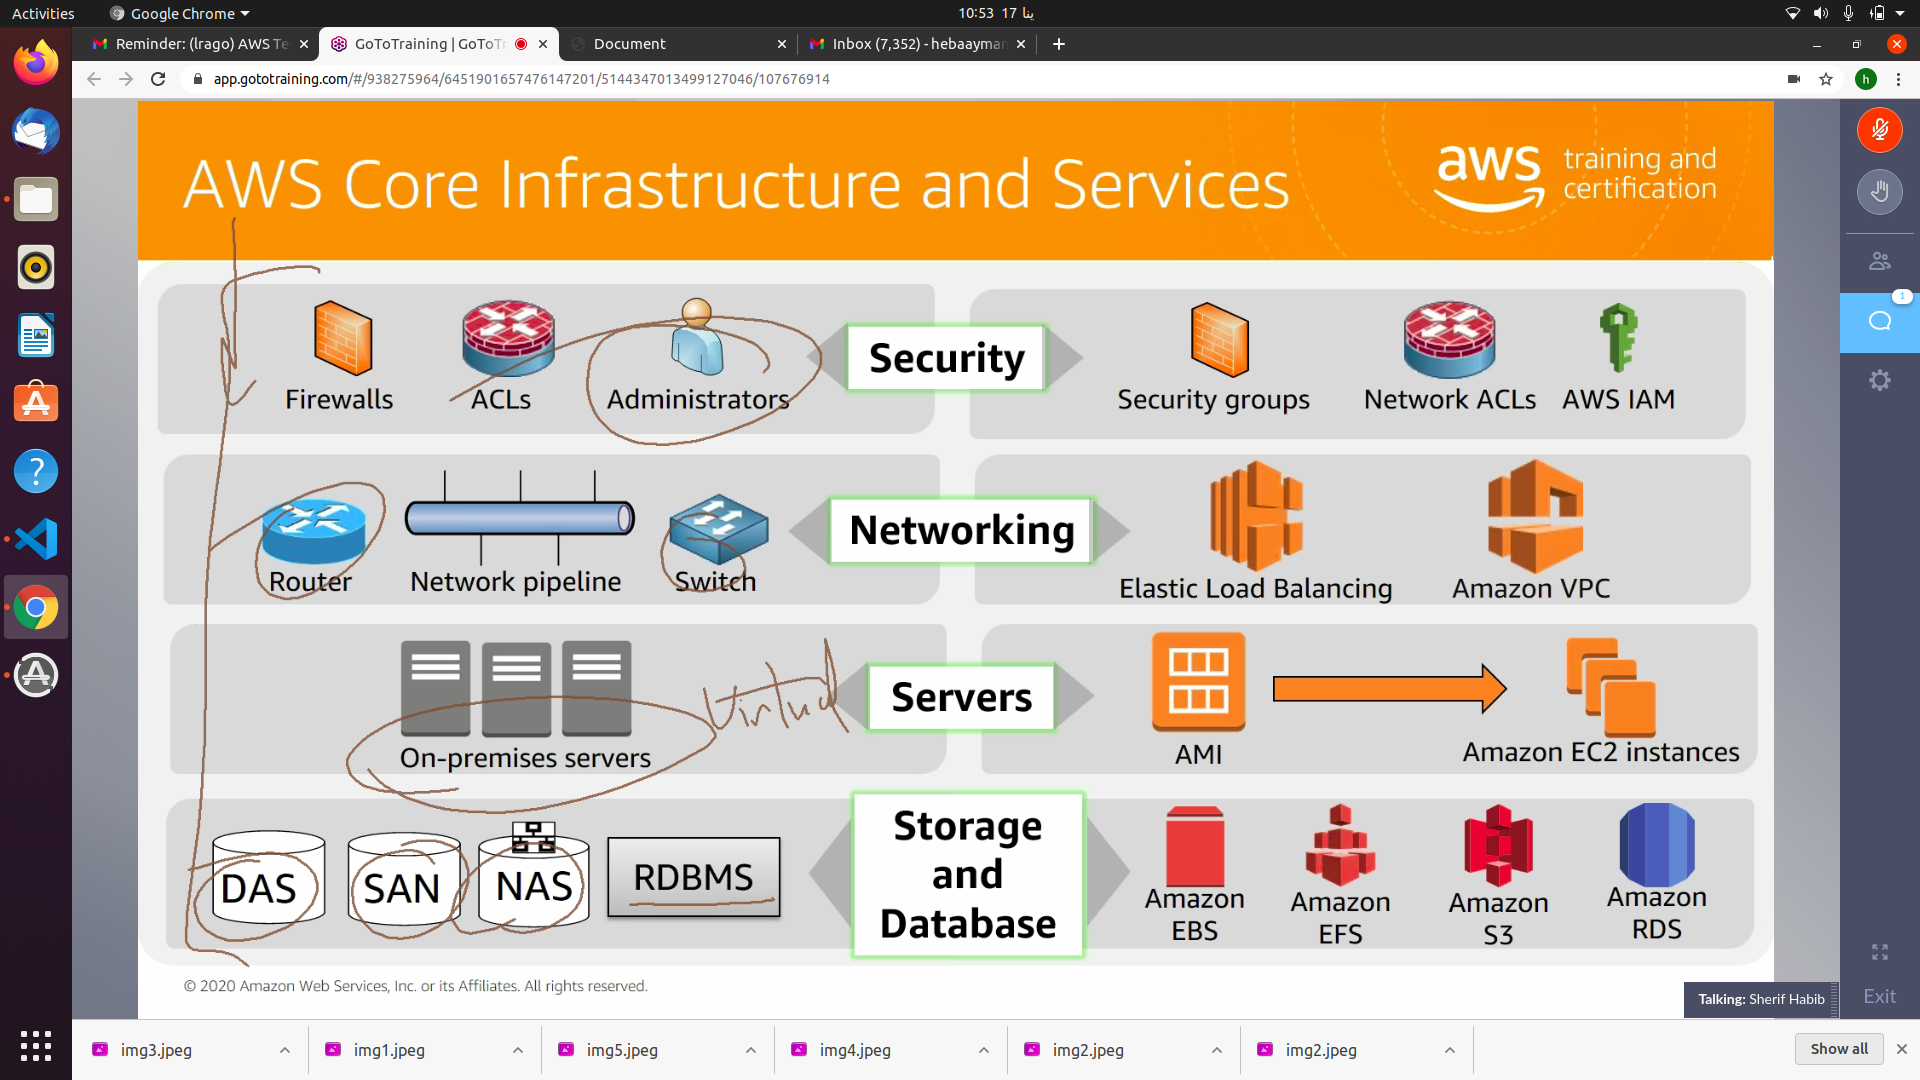 Activities
Google Chrome
10:53 17 ينا
Reminder: (lrago) AWS Te
GoToTraining | GoToTr
Document
Inbox (7,352) - hebaayman
app.gototraining.com/#/938275964/6451901657476147201/5144347013499127046/107676914
h
AWS Core Infrastructure and Services
aws training and certification
Firewalls
ACLs
Administrators
Security
Security groups
Network ACLs
AWS IAM
1
Router
Network pipeline
Switch
Networking
Elastic Load Balancing
Amazon VPC
On-premises servers
Virtual
Servers
AMI
Amazon EC2 instances
DAS
SAN
NAS
RDBMS
Storage
and
Database
Amazon
EBS
Amazon
EFS
Amazon
S3
Amazon
RDS
© 2020 Amazon Web Services, Inc. or its Affiliates. All rights reserved.
Talking: Sherif Habib
Exit
img3.jpeg
img1.jpeg
img5.jpeg
img4.jpeg
img2.jpeg
img2.jpeg
Show all